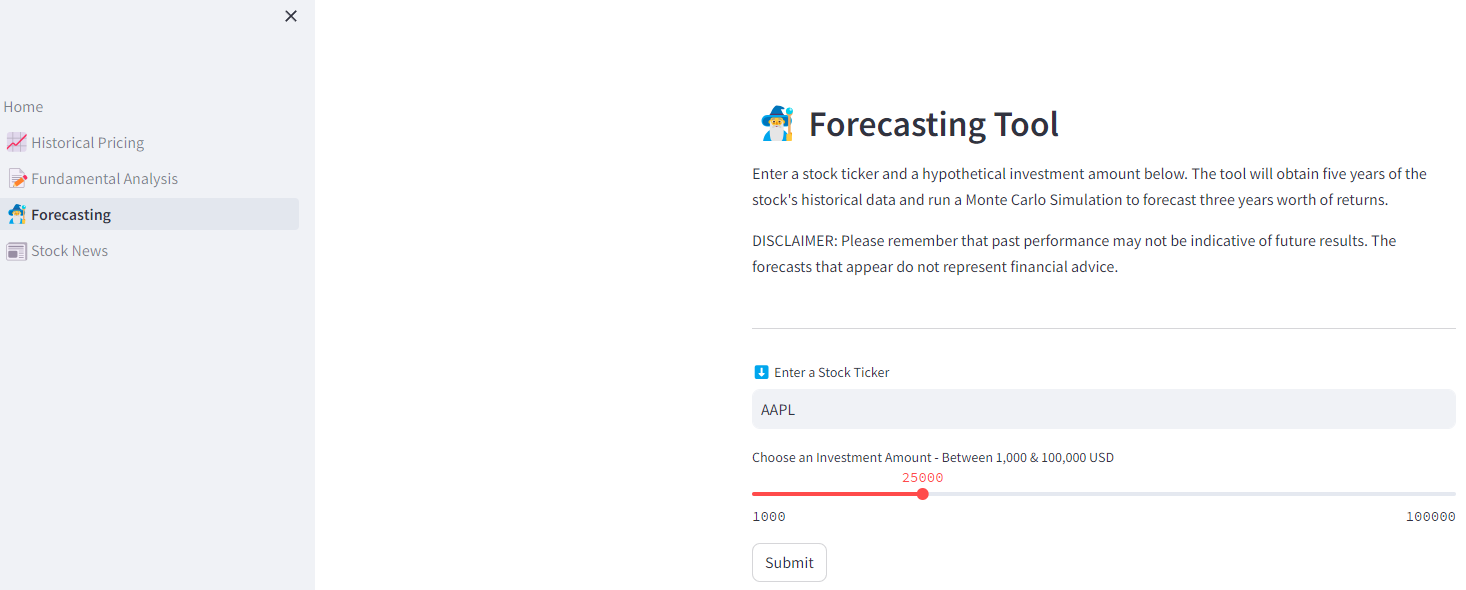 Home
Historical Pricing
Fundamental Analysis
Forecasting
Stock News
Forecasting Tool
Enter a stock ticker and a hypothetical investment amount below. The tool will obtain five years of the
stock's historical data and run a Monte Carlo Simulation to forecast three years worth of returns.
DISCLAIMER: Please remember that past performance may not be indicative of future results. The
forecasts that appear do not represent financial advice.
Enter a Stock Ticker
AAPL
Choose an Investment Amount - Between 1,000 & 100,000 USD
25000
1000 100000
Submit